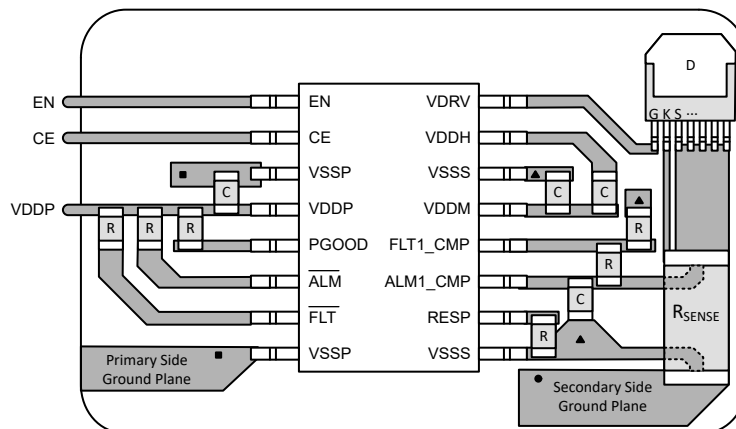 D
G K S ...
EN
EN
VDRV
CE
CE
VDDH
VSSP
VSSS
C
C
C
VDDP
VDDP
VDDM
R
R
R
PGOOD
FLT1_CMP
R
ALM
ALM1_CMP
R
C
FLT
RESP
RSENSE
R
VSSP
VSSS
Primary Side
Ground Plane
Secondary Side
Ground Plane